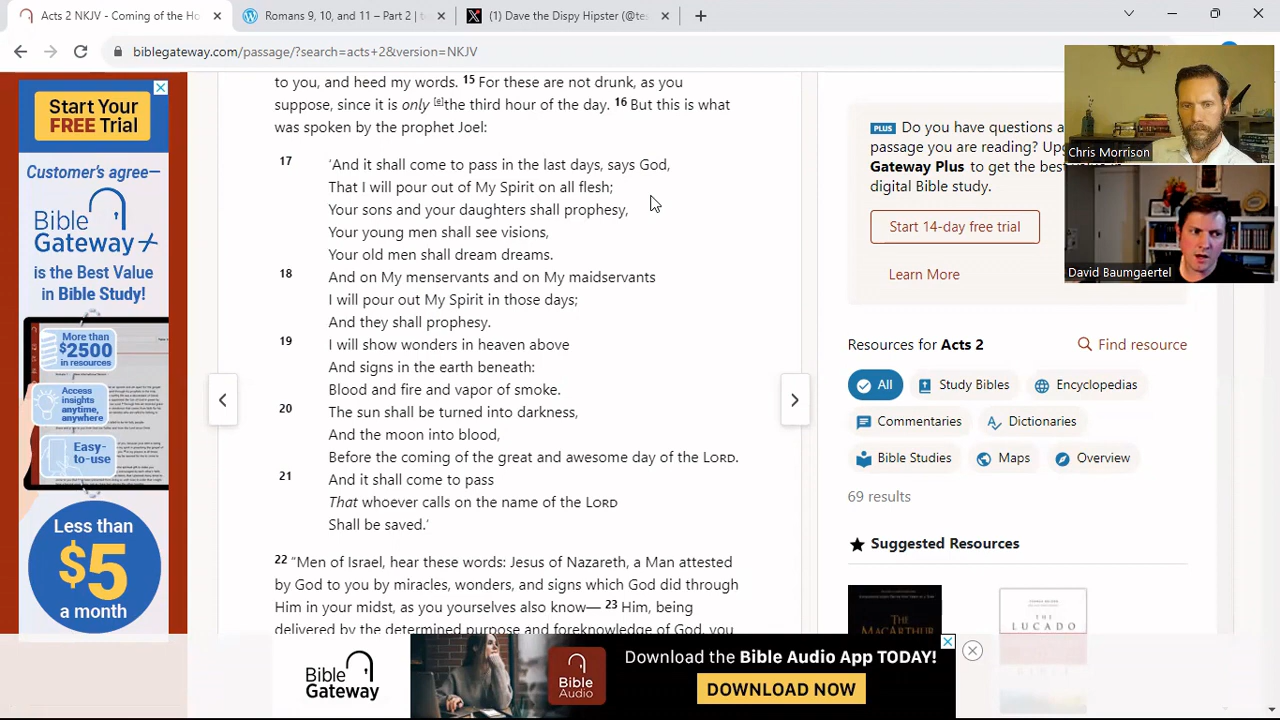 Acts 2 NKJV - Coming of the Ho
Romans 9, 10, and 11 – Part 2 | t
(1) Dave the Dispy Hipster (@tes
biblegateway.com/passage/?search=acts+2&version=NKJV
Start Your
FREE Trial
Customer's agree—
Bible
Gateway+
is the Best Value
in Bible Study!
More than
$2500
in resources
Access
insights
anytime,
anywhere
Easy-
to-use
Less than
$5
a month
to you, and heed my words. 15 For these are not drunk, as you
suppose, since it is only [e]the third hour of the day. 16 But this is what
was spoken by the prophet Joel:
17 'And it shall come to pass in the last days, says God,
That I will pour out of My Spirit on all flesh;
Your sons and your daughters shall prophesy,
Your young men shall see visions,
Your old men shall dream dreams.
18 And on My menservants and on My maidservants
I will pour out My Spirit in those days;
And they shall prophesy.
19 I will show wonders in heaven above
And signs in the earth beneath:
Blood and fire and vapor of smoke.
20 The sun shall be turned into darkness,
And the moon into blood,
Before the coming of the great and awesome day of the LORD.
21 And it shall come to pass
That whoever calls on the name of the LORD
Shall be saved.'
22 "Men of Israel, hear these words: Jesus of Nazareth, a Man attested
by God to you by miracles, wonders, and signs which God did through
Him in your midst, as you yourselves also know— 23 Him, being
delivered by the determined purpose and foreknowledge of God, you
PLUS Do you have questions a
passage you are reading? Up
Gateway Plus to get the bes
digital Bible study.
Start 14-day free trial
Learn More
Resources for Acts 2
Find resource
All
Study Bibles
Encyclopedias
Commentaries
Dictionaries
Bible Studies
Maps
Overview
69 results
Suggested Resources
THE
MACARTHUR
THE
LUCADO
Chris Morrison
David Baumgaertel
Bible
Gateway
Bible
Audio
Download the Bible Audio App TODAY!
DOWNLOAD NOW